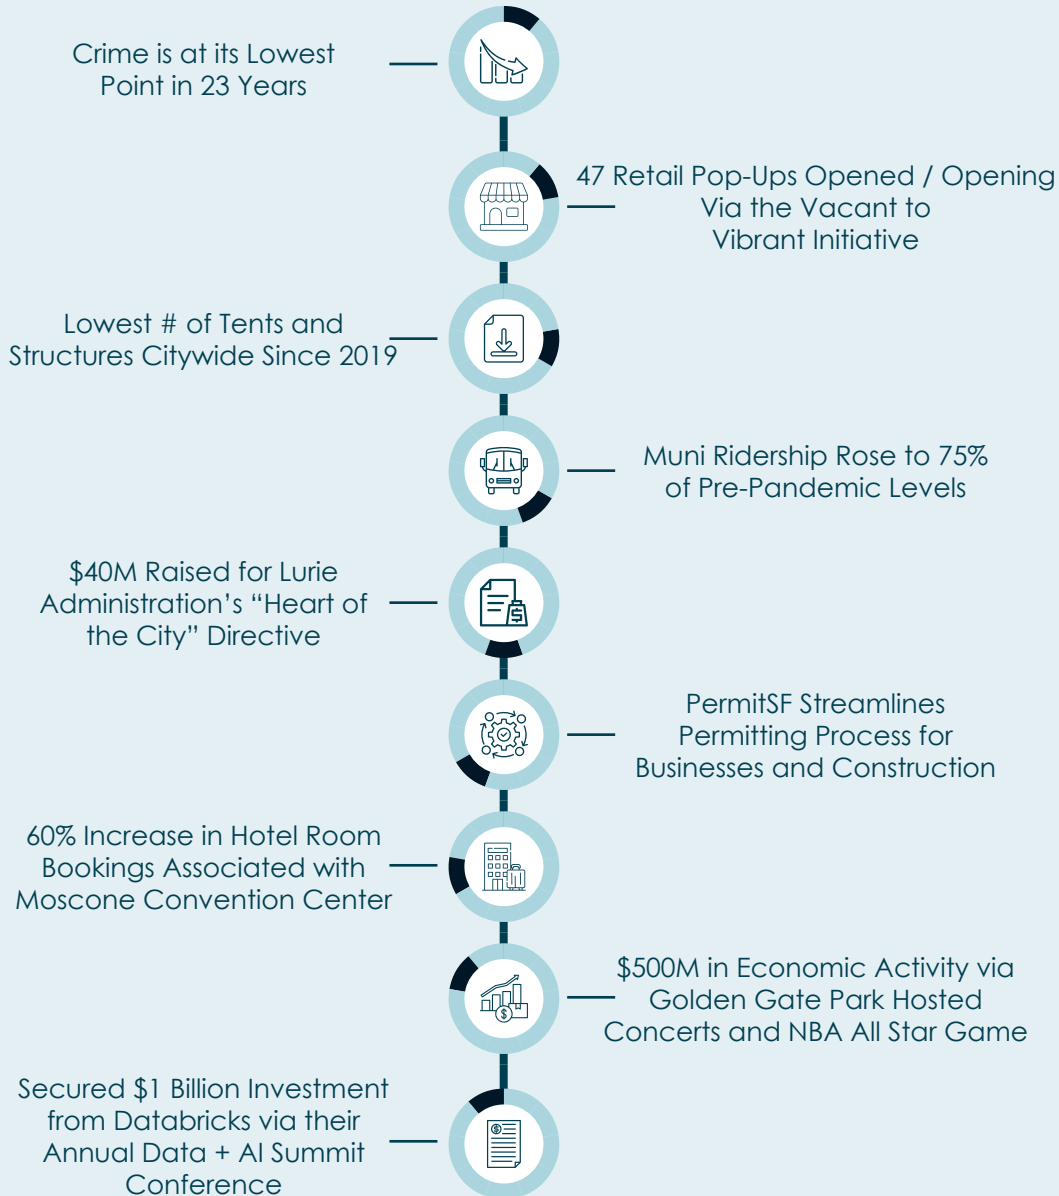 Crime is at its Lowest
Point in 23 Years
47 Retail Pop-Ups Opened / Opening
Via the Vacant to
Vibrant Initiative
Lowest # of Tents and
Structures Citywide Since 2019
Muni Ridership Rose to 75%
of Pre-Pandemic Levels
$40M Raised for Lurie
Administration’s “Heart of
the City” Directive
$
PermitSF Streamlines
Permitting Process for
Businesses and Construction
60% Increase in Hotel Room
Bookings Associated with
Moscone Convention Center
$500M in Economic Activity via
Golden Gate Park Hosted
Concerts and NBA All Star Game
$
Secured $1 Billion Investment
from Databricks via their
Annual Data + AI Summit
Conference
$